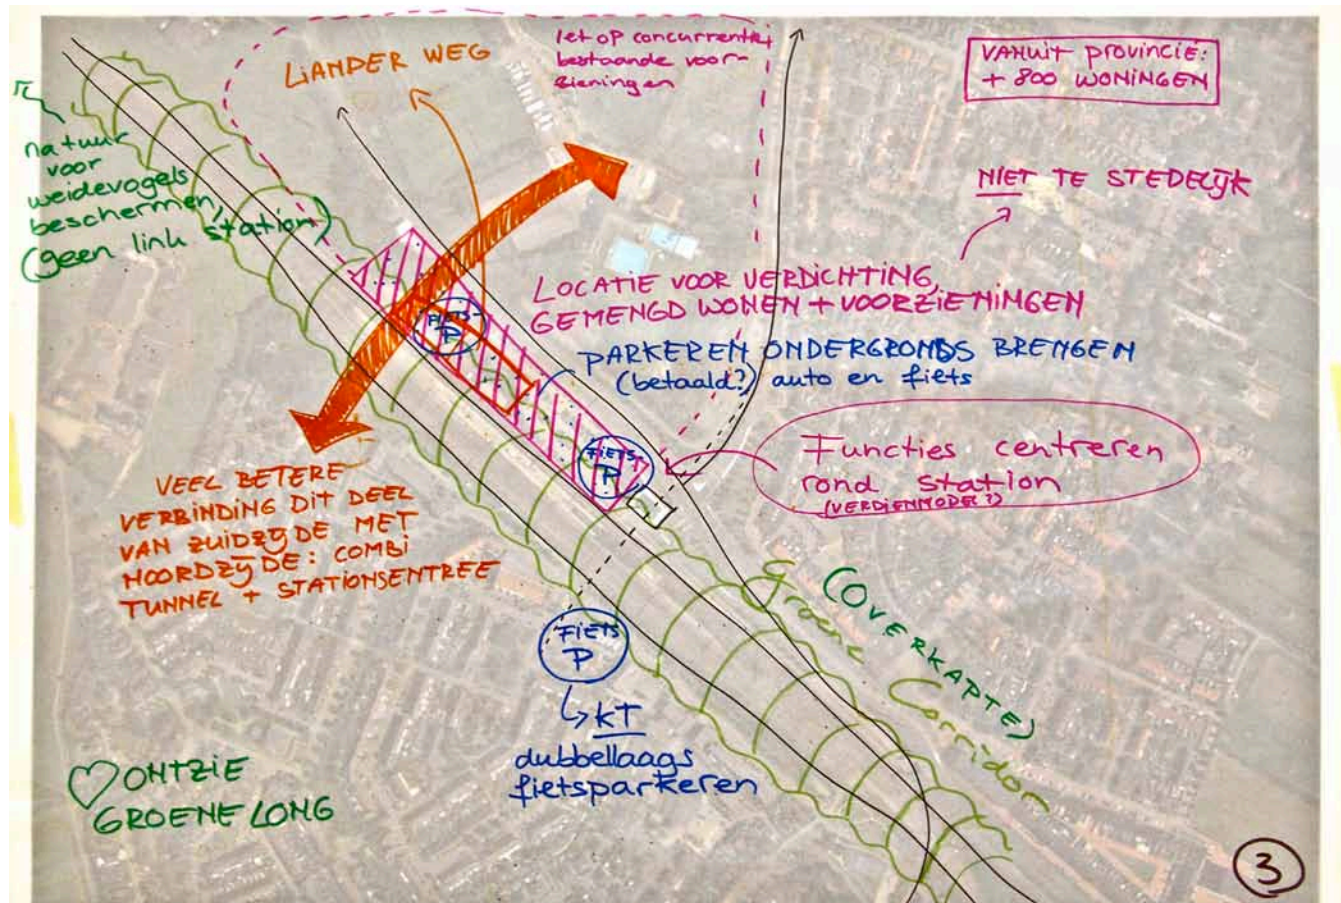 LIANDER WEG
let op concurrentie,
bestaande voor-
zieningen
VANUIT PROVINCIE:
+ 800 WONINGEN
natuur
voor
weidevogels
beschermen,
(geen link station)
NIET TE STEDELIJK
LOCATIE VOOR VERDICHTING,
GEMENGD WONEN + VOORZIENINGEN
FIETS-
P
PARKEREN ONDERGRONDS BRENGEN
(betaald?) auto en fiets
Functies centreren
rond station
(VERDIENMODEL?)
FIETS-
P
VEEL BETERE
VERBINDING DIT DEEL
VAN ZUIDZIJDE MET
NOORDZIJDE: COMBI
TUNNEL + STATIONSENTREE
FIETS
P
KT
dubbellaags
fietsparkeren
(OVERKAPTE)
Groene Corridor
ONTZIE
GROENE LONG
3